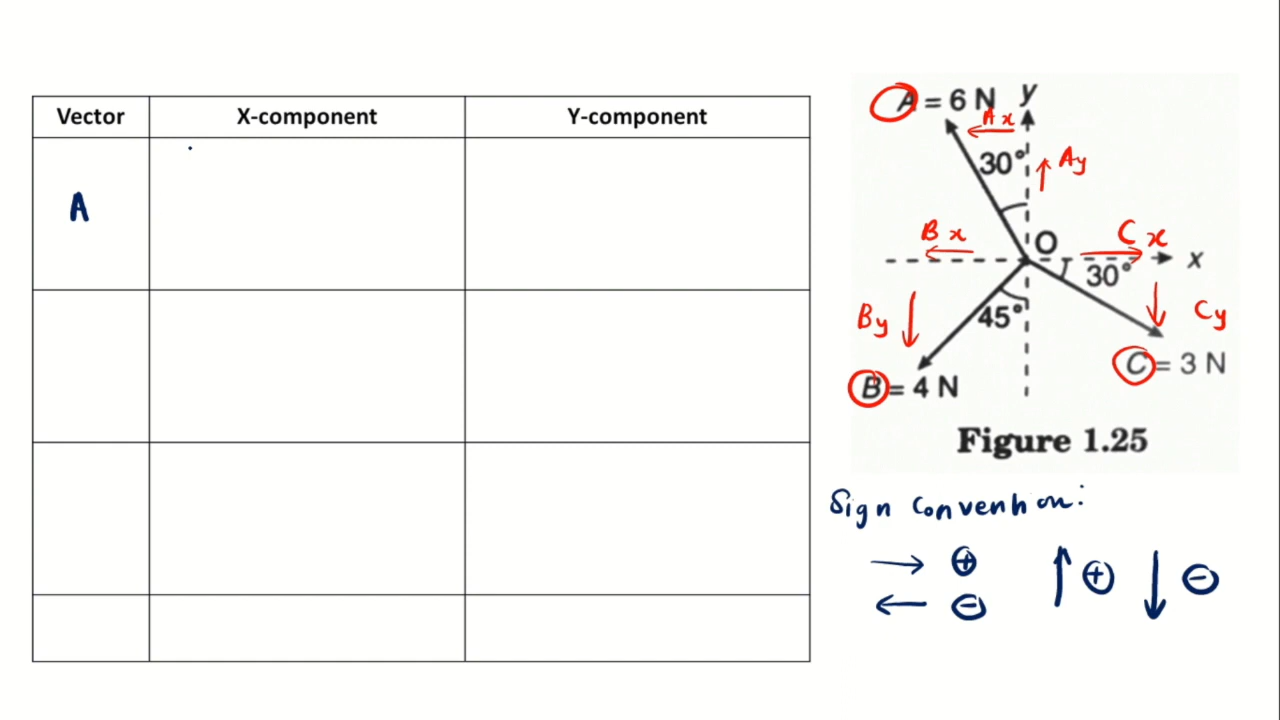 Vector X-component Y-component
A
A = 6 N y
Ax
30°
Ay
O
Bx
Cx
x
30°
By
45°
Cy
C = 3 N
B = 4 N
Figure 1.25
Sign Convention:
→ ⊕ ↑ ⊕ ↓ ⊖
← ⊖